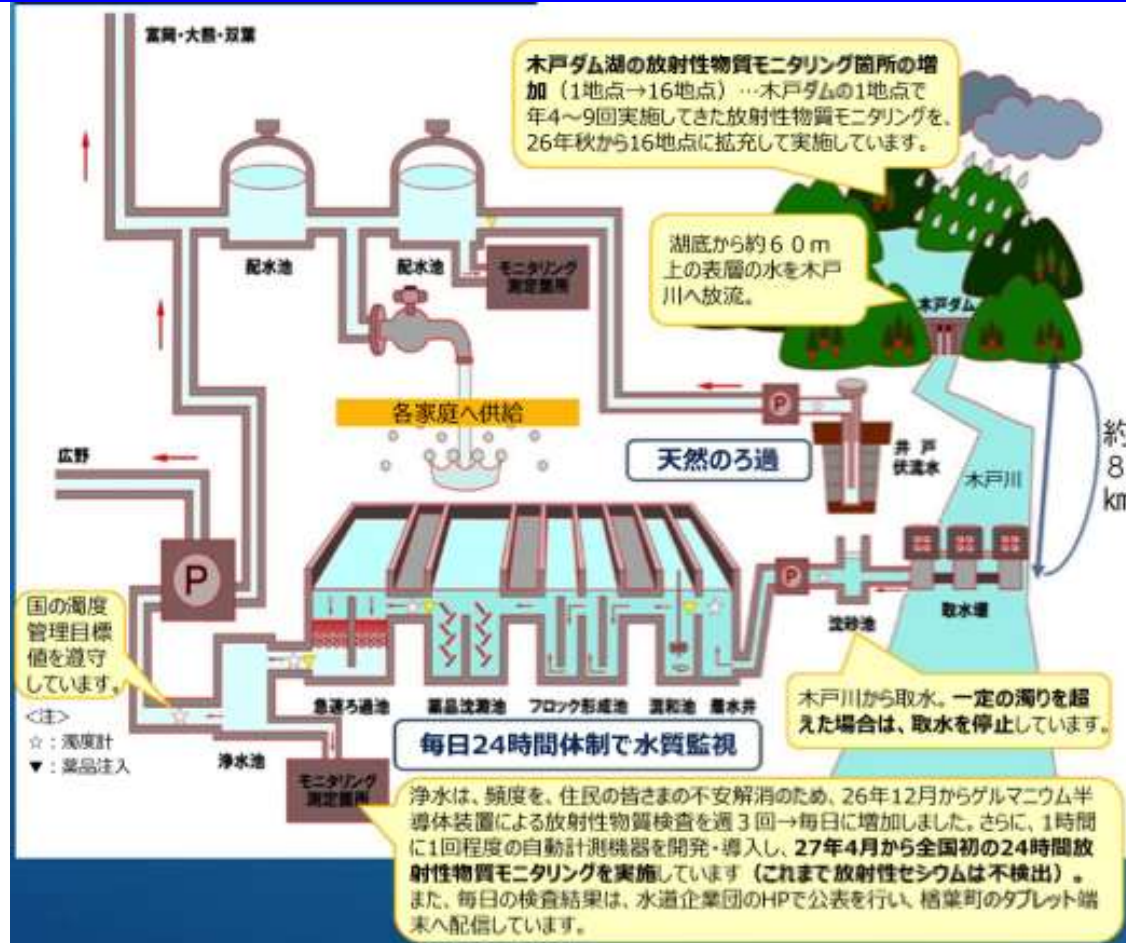 富岡・大熊・双葉
木戸ダム湖の放射性物質モニタリング箇所の増
加（1地点→16地点）…木戸ダムの1地点で
年4～9回実施してきた放射性物質モニタリングを、
26年秋から16地点に拡充して実施しています。
配水池
配水池
モニタリング
測定箇所
湖底から約６０ｍ
上の表層の水を木戸
川へ放流。
木戸ダム
各家庭へ供給
P
天然のろ過
井戸
伏流水
木戸川
約
8
km
広野
P
P
取水堰
沈砂池
国の濁度
管理目標
値を遵守
しています。
<注>
☆：濁度計
▼：薬品注入
急速ろ過池
薬品沈澱池
フロック形成池
混和池
着水井
木戸川から取水。一定の濁りを超
えた場合は、取水を停止しています。
浄水池
毎日24時間体制で水質監視
モニタリング
測定箇所
浄水は、頻度を、住民の皆さまの不安解消のため、26年12月からゲルマニウム半
導体装置による放射性物質検査を週３回→毎日に増加しました。さらに、1時間
に1回程度の自動計測機器を開発・導入し、27年4月から全国初の24時間放
射性物質モニタリングを実施しています（これまで放射性セシウムは不検出）。
また、毎日の検査結果は、水道企業団のHPで公表を行い、楢葉町のタブレット端
末へ配信しています。